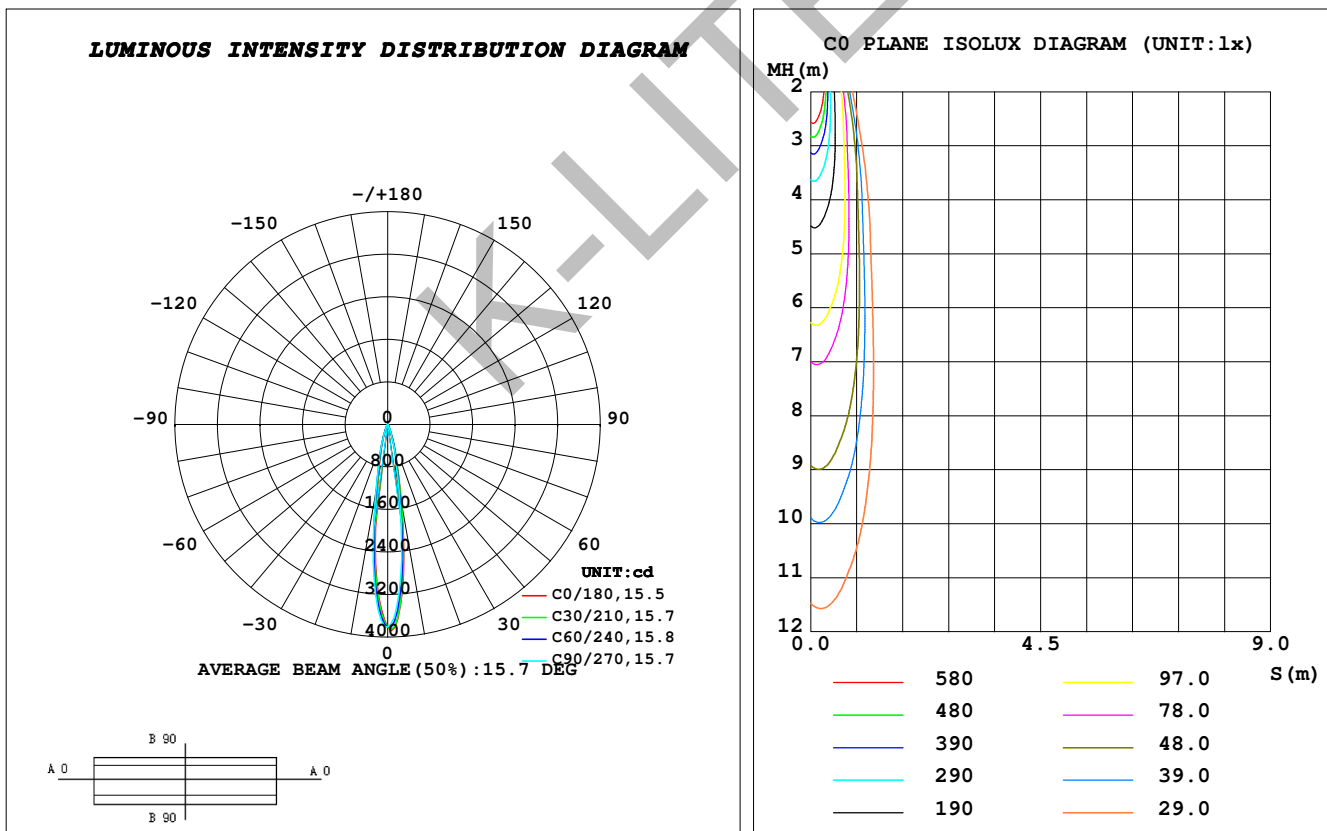 LUMINOUS INTENSITY DISTRIBUTION DIAGRAM
-/+180
-150
150
-120
120
-90
90
-60
60
-30
30
0
0
800
1600
2400
3200
4000
UNIT:cd
C0/180,15.5
C30/210,15.7
C60/240,15.8
C90/270,15.7
AVERAGE BEAM ANGLE(50%):15.7 DEG
B 90
A 0
A 0
B 90
C0 PLANE ISOLUX DIAGRAM (UNIT:lx)
MH(m)
2
3
4
5
6
7
8
9
10
11
12
0.0
4.5
9.0
S(m)
580
97.0
480
78.0
390
48.0
290
39.0
190
29.0
K-LITE